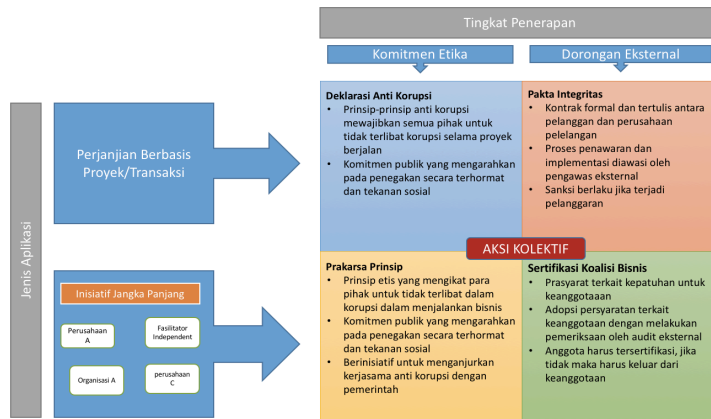 Tingkat Penerapan
Komitmen Etika
Dorongan Eksternal
Jenis Aplikasi
Perjanjian Berbasis
Proyek/Transaksi
Deklarasi Anti Korupsi
• Prinsip-prinsip anti korupsi
mewajibkan semua pihak untuk
tidak terlibat korupsi selama proyek
berjalan
• Komitmen publik yang mengarahkan
pada penegakan secara terhormat
dan tekanan sosial
Pakta Integritas
• Kontrak formal dan tertulis antara
pelanggan dan perusahaan
pelelangan
• Proses penawaran dan
implementasi diawasi oleh
pengawas eksternal
• Sanksi berlaku jika terjadi
pelanggaran
AKSI KOLEKTIF
Inisiatif Jangka Panjang
Perusahaan
A
Fasilitator
Independent
Organisasi A
perusahaan
C
Prakarsa Prinsip
• Prinsip etis yang mengikat para
pihak untuk tidak terlibat dalam
korupsi dalam menjalankan bisnis
• Komitmen publik yang mengarahkan
pada penegakan secara terhormat
dan tekanan sosial
• Berinisiatif untuk menganjurkan
kerjasama anti korupsi dengan
pemerintah
Sertifikasi Koalisi Bisnis
• Prasyarat terkait kepatuhan untuk
keanggotaaan
• Adopsi persyaratan terkait
keanggotaan dengan melakukan
pemeriksaan oleh audit eksternal
• Anggota harus tersertifikasi, jika
tidak maka harus keluar dari
keanggotaan